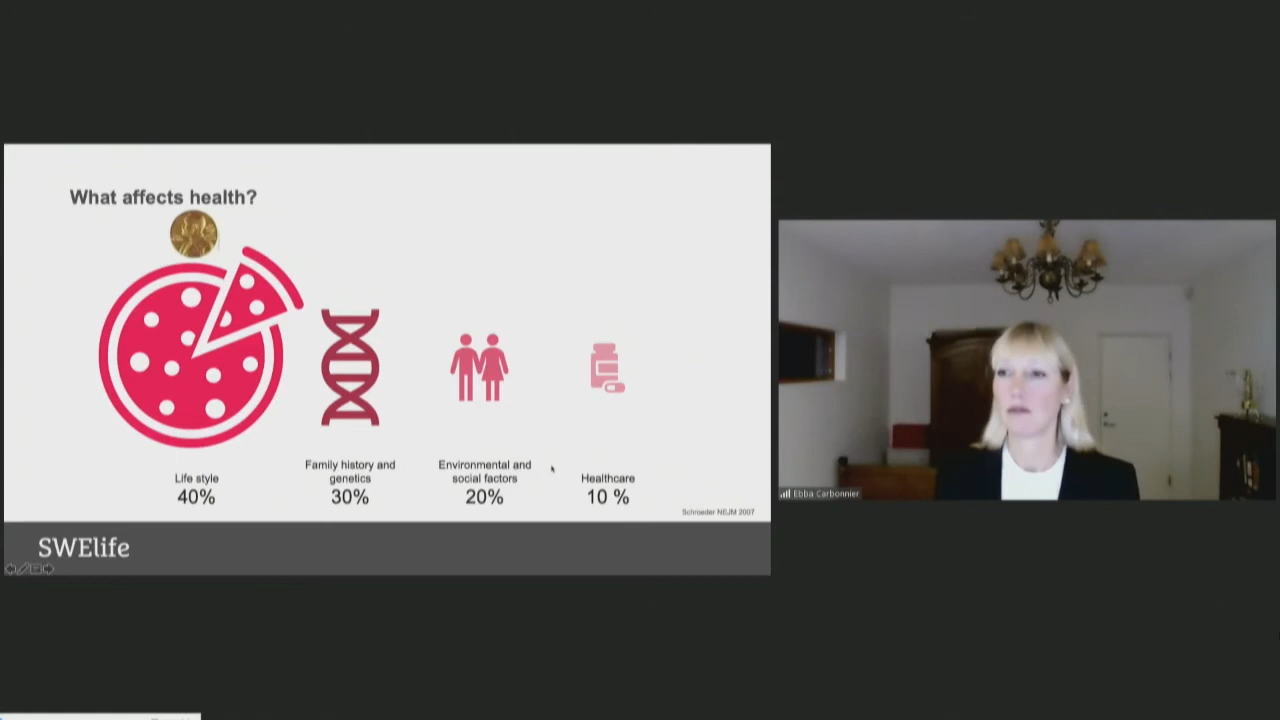 What affects health?
Life style
40%
Family history and
genetics
30%
Environmental and
social factors
20%
Healthcare
10 %
Schroeder NEJM 2007
SWElife
Ebba Carbonnier